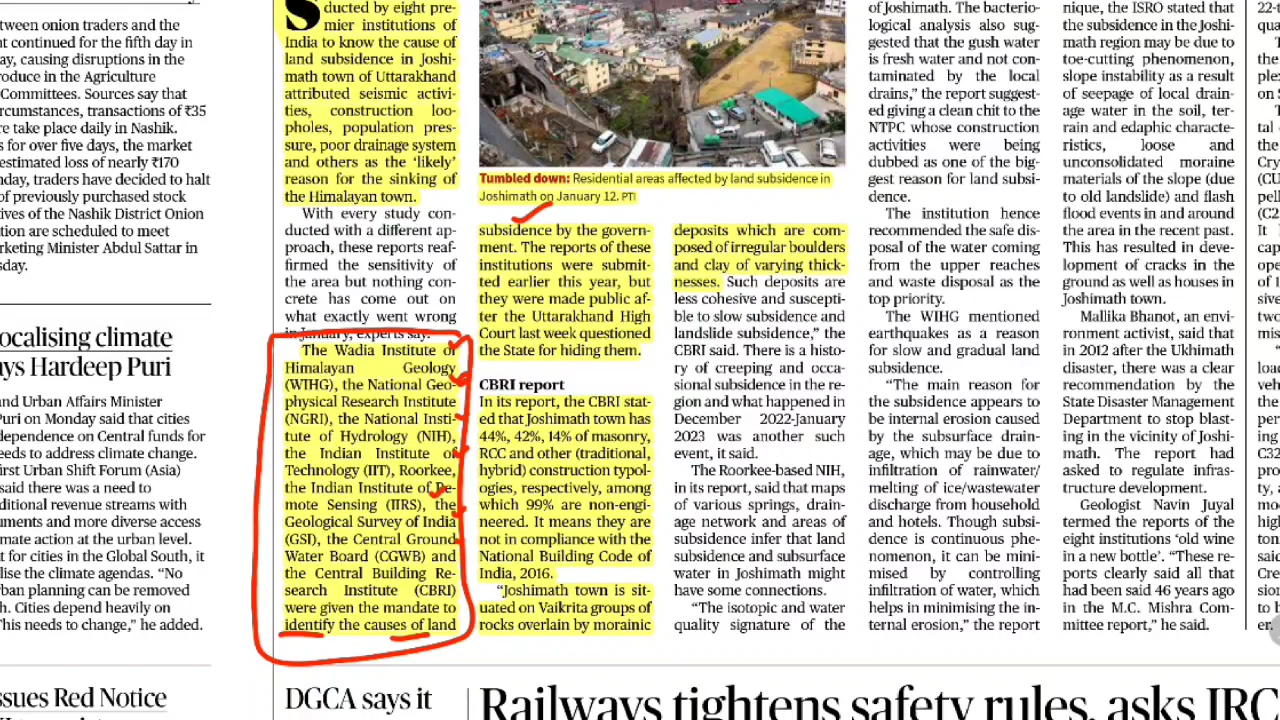 etween onion traders and the
nt continued for the fifth day in
ay, causing disruptions in the
roduce in the Agriculture
Committees. Sources say that
rcumstances, transactions of ₹35
re take place daily in Nashik.
s for over five days, the market
estimated loss of nearly ₹170
nday, traders have decided to halt
of previously purchased stock
tives of the Nashik District Onion
tion are scheduled to meet
rketing Minister Abdul Sattar in
sday.
ocalising climate
ays Hardeep Puri
and Urban Affairs Minister
Puri on Monday said that cities
dependence on Central funds for
eeds to address climate change.
irst Urban Shift Forum (Asia)
said there was a need to
ditional revenue streams with
uments and more diverse access
mate action at the urban level.
t for cities in the Global South, it
lise the climate agendas. “No
ban planning can be removed
h. Cities depend heavily on
This needs to change,” he added.
ssues Red Notice
S
ducted by eight pre-
mier institutions of
India to know the cause of
land subsidence in Joshi-
math town of Uttarakhand
attributed seismic activi-
ties, construction loo-
pholes, population pres-
sure, poor drainage system
and others as the ‘likely’
reason for the sinking of
the Himalayan town.
With every study con-
ducted with a different ap-
proach, these reports reaf-
firmed the sensitivity of
the area but nothing con-
crete has come out on
what exactly went wrong
in January, experts say.
The Wadia Institute of
Himalayan Geology
(WIHG), the National Geo-
physical Research Institute
(NGRI), the National Insti-
tute of Hydrology (NIH),
the Indian Institute of
Technology (IIT), Roorkee,
the Indian Institute of Re-
mote Sensing (IIRS), the
Geological Survey of India
(GSI), the Central Ground
Water Board (CGWB) and
the Central Building Re-
search Institute (CBRI)
were given the mandate to
identify the causes of land
Tumbled down: Residential areas affected by land subsidence in
Joshimath on January 12. PTI
subsidence by the govern-
ment. The reports of these
institutions were submit-
ted earlier this year, but
they were made public af-
ter the Uttarakhand High
Court last week questioned
the State for hiding them.
CBRI report
In its report, the CBRI stat-
ed that Joshimath town has
44%, 42%, 14% of masonry,
RCC and other (traditional,
hybrid) construction typol-
ogies, respectively, among
which 99% are non-engi-
neered. It means they are
not in compliance with the
National Building Code of
India, 2016.
“Joshimath town is sit-
uated on Vaikrita groups of
rocks overlain by morainic
deposits which are com-
posed of irregular boulders
and clay of varying thick-
nesses. Such deposits are
less cohesive and suscepti-
ble to slow subsidence and
landslide subsidence,” the
CBRI said. There is a histo-
ry of creeping and occa-
sional subsidence in the re-
gion and what happened in
December 2022-January
2023 was another such
event, it said.
The Roorkee-based NIH,
in its report, said that maps
of various springs, drain-
age network and areas of
subsidence infer that land
subsidence and subsurface
water in Joshimath might
have some connections.
“The isotopic and water
quality signature of the
of Joshimath. The bacterio-
logical analysis also sug-
gested that the gush water
is fresh water and not con-
taminated by the local
drains,” the report suggest-
ed giving a clean chit to the
NTPC whose construction
activities were being
dubbed as one of the big-
gest reason for land subsi-
dence.
The institution hence
recommended the safe dis-
posal of the water coming
from the upper reaches
and waste disposal as the
top priority.
The WIHG mentioned
earthquakes as a reason
for slow and gradual land
subsidence.
“The main reason for
the subsidence appears to
be internal erosion caused
by the subsurface drain-
age, which may be due to
infiltration of rainwater/
melting of ice/wastewater
discharge from household
and hotels. Though subsi-
dence is continuous phe-
nomenon, it can be mini-
mised by controlling
infiltration of water, which
helps in minimising the in-
ternal erosion,” the report
nique, the ISRO stated that
the subsidence in the Joshi-
math region may be due to
toe-cutting phenomenon,
slope instability as a result
of seepage of local drain-
age water in the soil, ter-
rain and edaphic characte-
ristics, loose and
unconsolidated moraine
materials of the slope (due
to old landslide) and flash
flood events in and around
the area in the recent past.
This has resulted in deve-
lopment of cracks in the
ground as well as houses in
Joshimath town.
Mallika Bhanot, an envi-
ronment activist, said that
in 2012 after the Ukhimath
disaster, there was a clear
recommendation by the
State Disaster Management
Department to stop blast-
ing in the vicinity of Joshi-
math. The report had
asked to regulate infras-
tructure development.
Geologist Navin Juyal
termed the reports of the
eight institutions ‘old wine
in a new bottle’. “These re-
ports clearly said all that
had been said 46 years ago
in the M.C. Mishra Com-
mittee report,” he said.
DGCA says it
Railways tightens safety rules, asks IRC